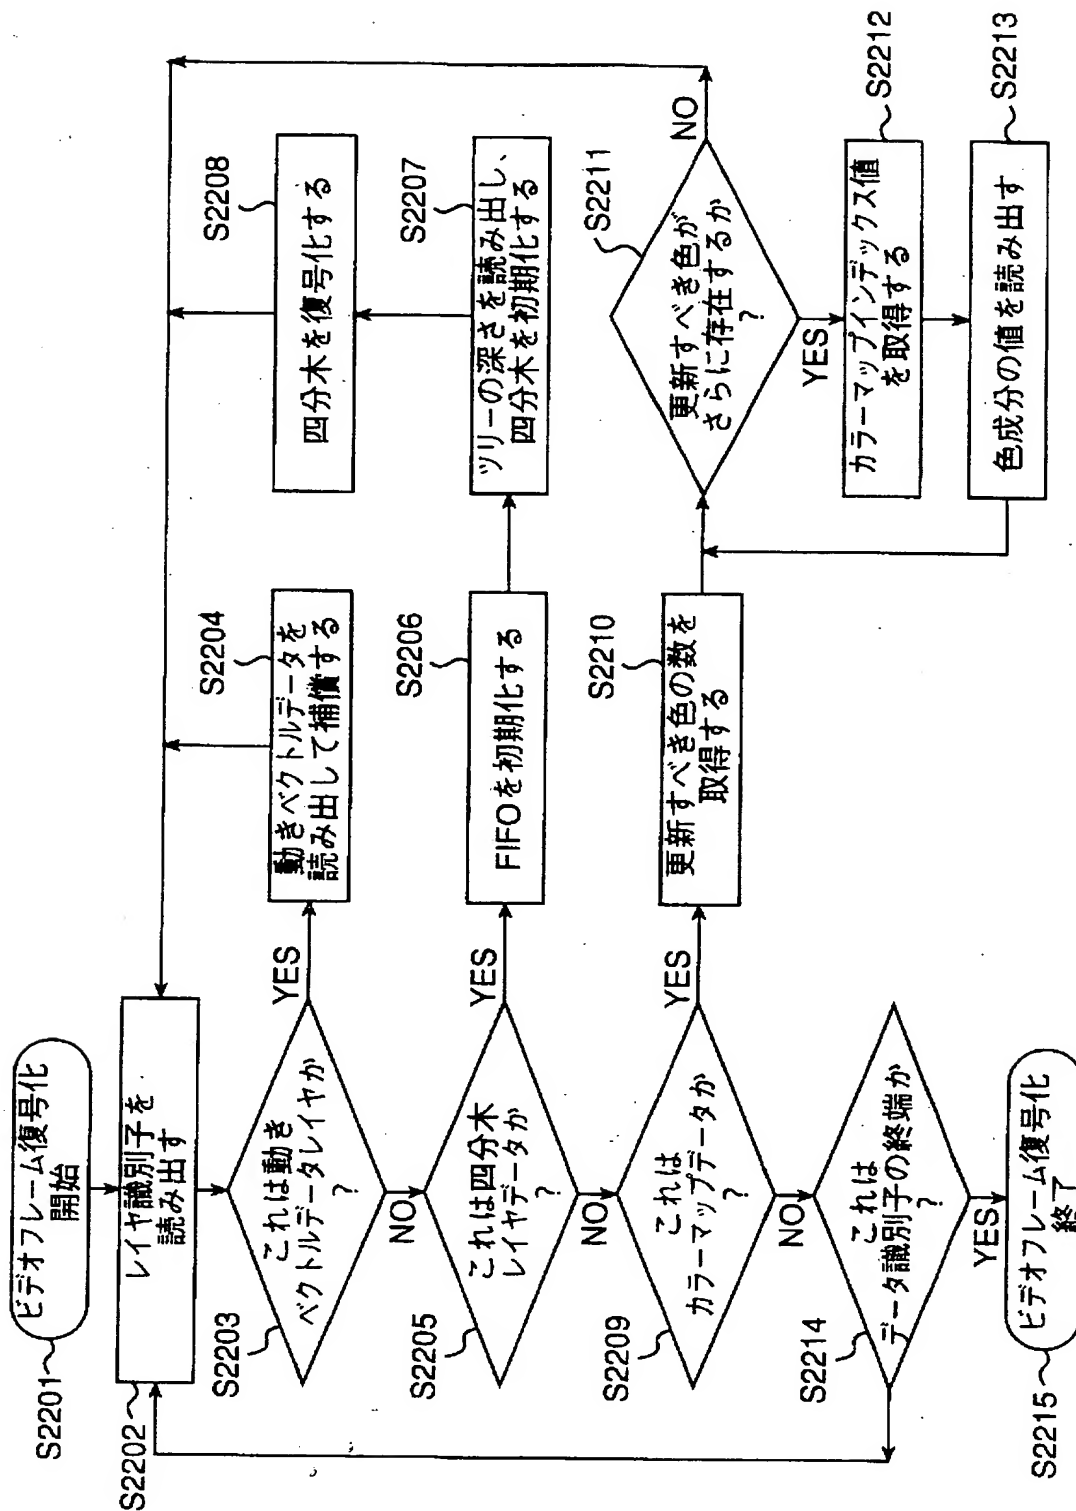 S2201
ビデオフレーム復号化
開始
S2202
レイヤ識別子を
読み出す
S2203
これは動き
ベクトルデータレイヤか
?
YES
NO
S2204
動きベクトルデータを
読み出して補償する
S2205
これは四分木
レイヤデータか
?
YES
NO
S2206
FIFOを初期化する
S2207
ツリーの深さを読み出し、
四分木を初期化する
S2208
四分木を復号化する
S2209
これは
カラーマップデータか
?
YES
NO
S2210
更新すべき色の数を
取得する
S2211
更新すべき色が
さらに存在するか
?
NO
YES
S2212
カラーマップインデックス値
を取得する
S2213
色成分の値を読み出す
S2214
これは
データ識別子の終端か
?
YES
S2215
ビデオフレーム復号化
終了